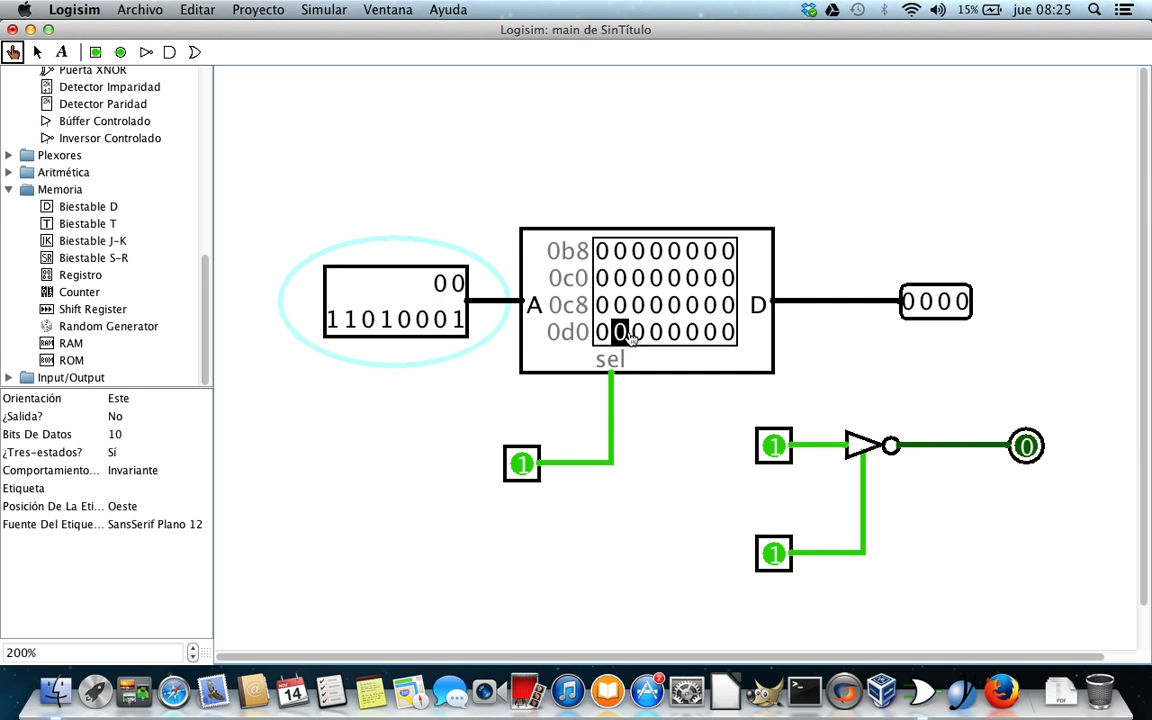 Logisim Archivo Editar Proyecto Simular Ventana Ayuda 15% jue 08:25
Logisim: main de SinTítulo
A
Puerta XNOR
Detector Imparidad
Detector Paridad
Búffer Controlado
Inversor Controlado
Plexores
Aritmética
Memoria
Biestable D
Biestable T
Biestable J-K
Biestable S-R
Registro
Counter
Shift Register
Random Generator
RAM
ROM
Input/Output
Orientación Este
¿Salida? No
Bits De Datos 10
¿Tres-estados? Sí
Comportamiento... Invariante
Etiqueta
Posición De La Eti... Oeste
Fuente Del Etique... SansSerif Plano 12
200%
00
11010001
A
0b8 00000000
0c0 00000000
0c8 00000000
0d0 00000000
sel
D
0000
1
1
0
1
NOV
14
2
PDF